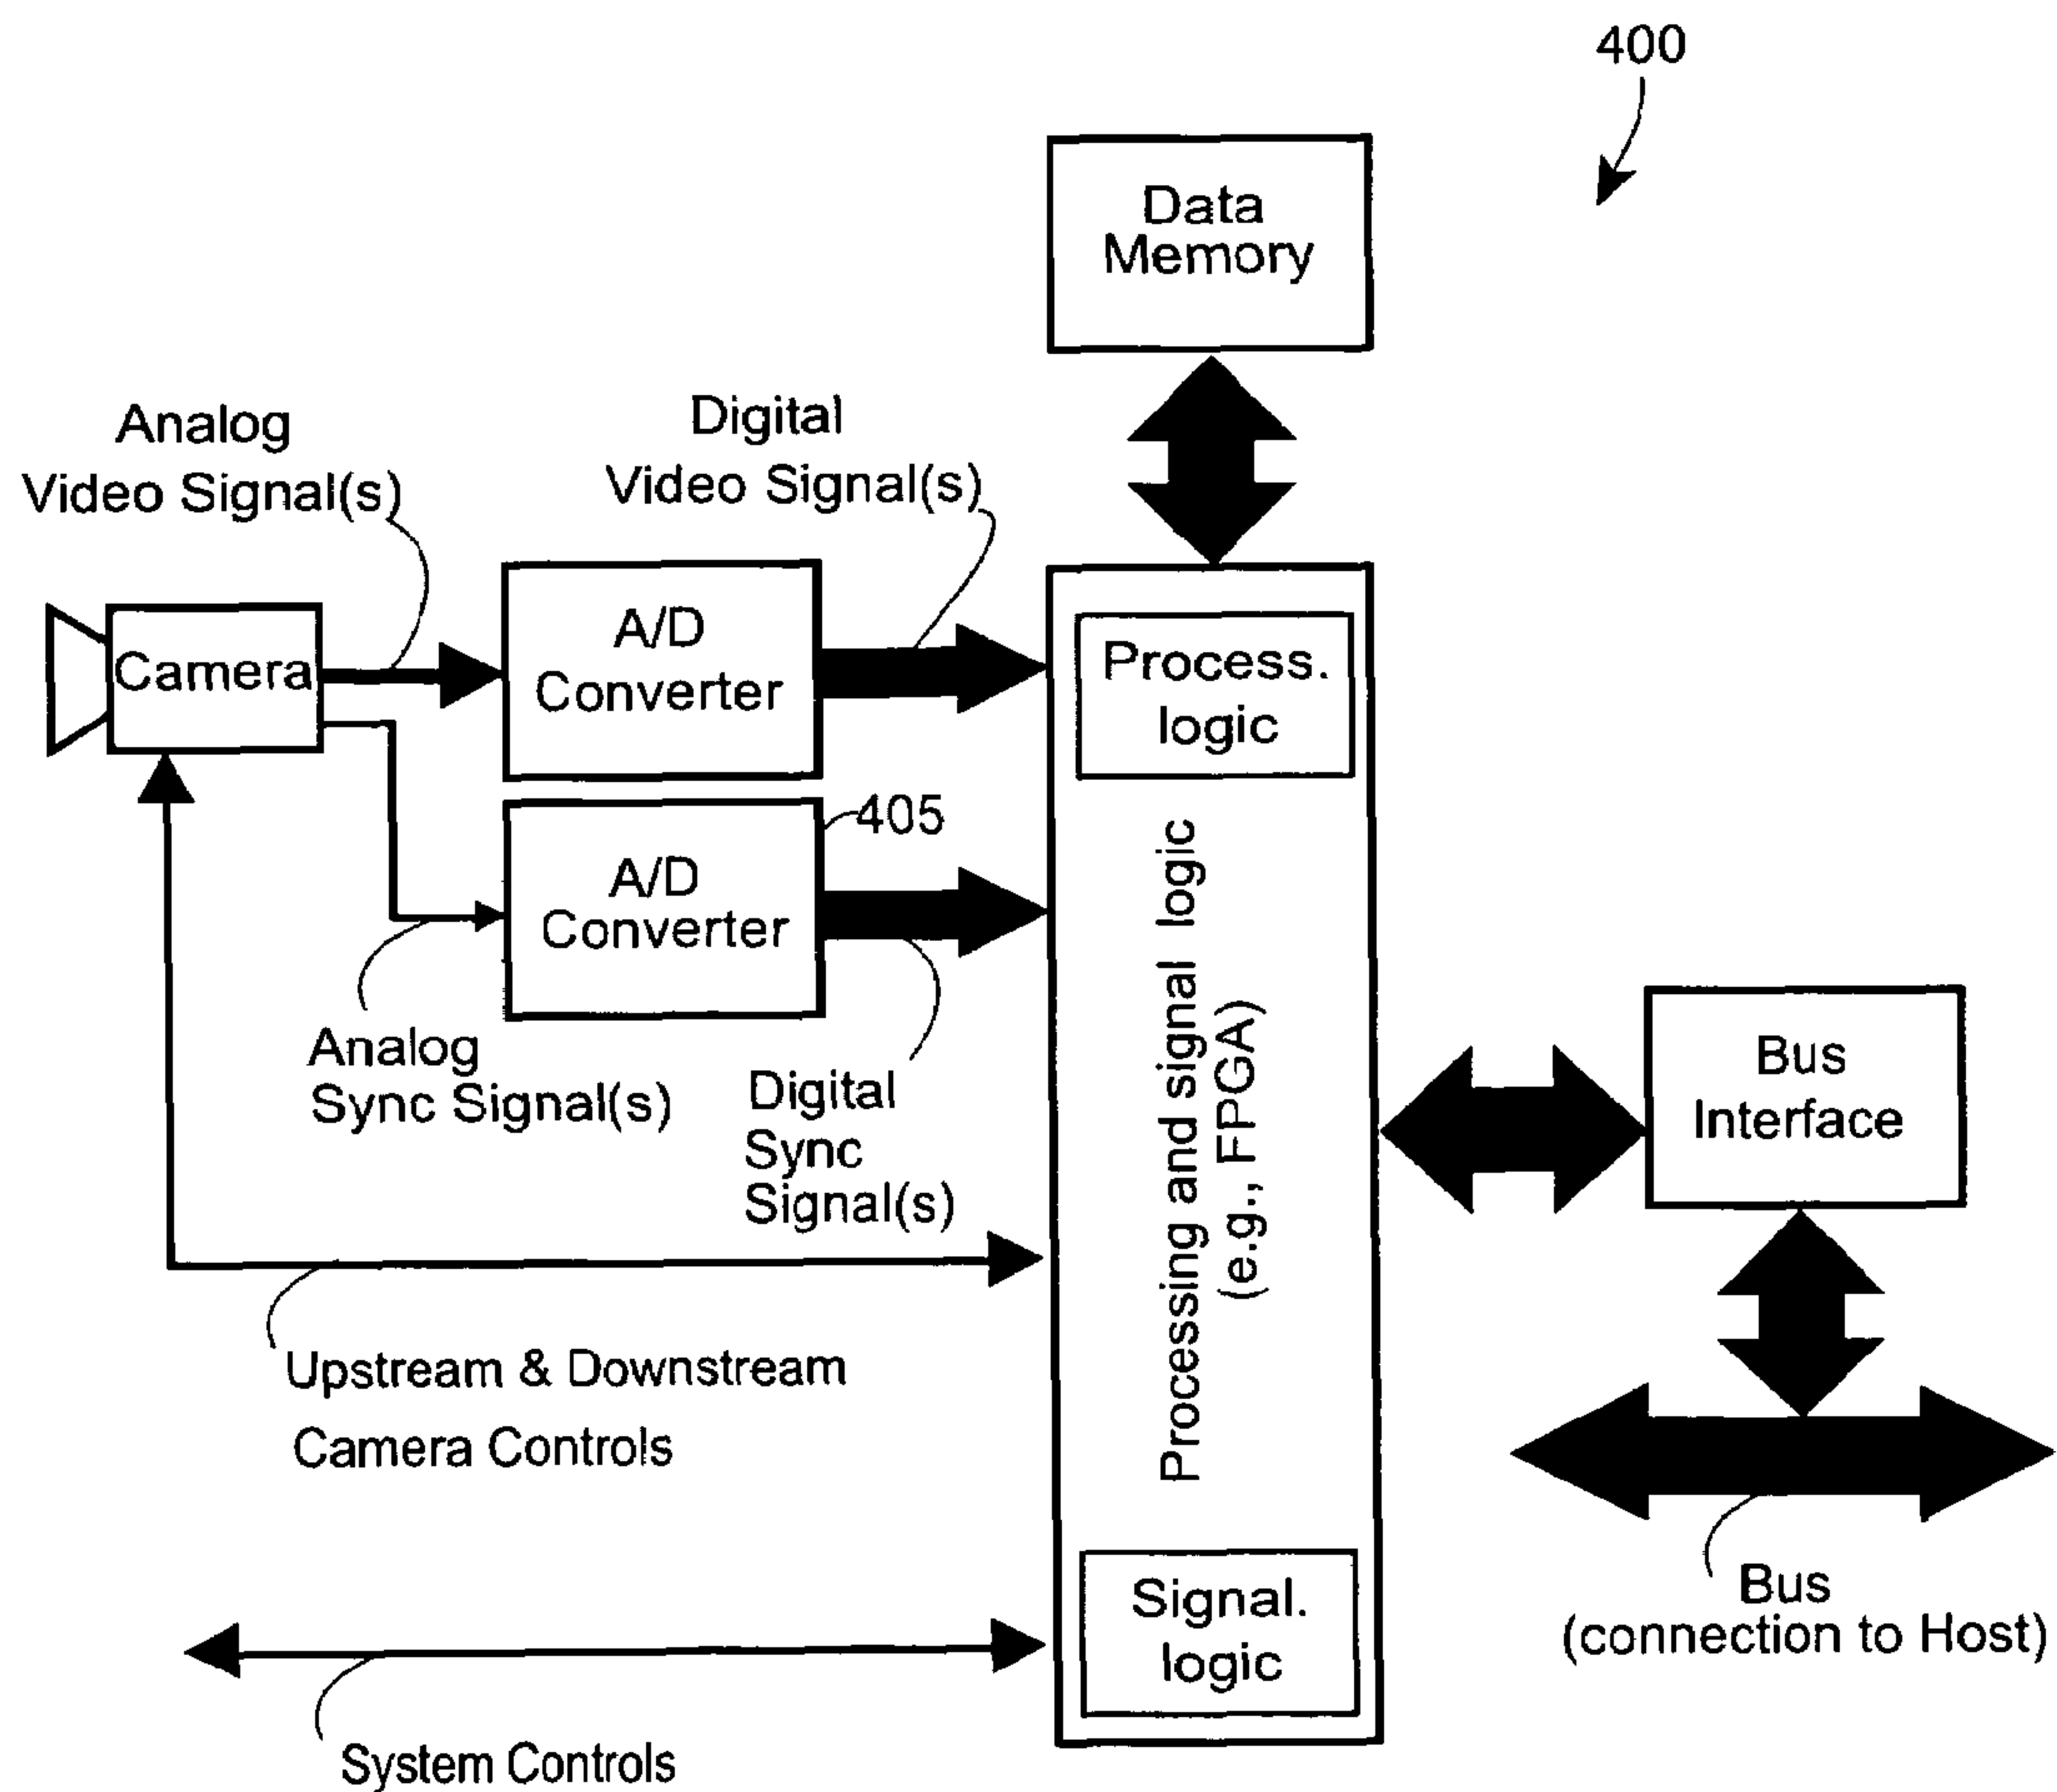 400
Data
Memory
Analog
Video Signal(s)
Digital
Video Signal(s)
Camera
A/D
Converter
Process.
logic
405
A/D
Converter
Processing and signal logic
(e.g., FPGA)
Analog
Sync Signal(s)
Digital
Sync
Signal(s)
Bus
Interface
Upstream & Downstream
Camera Controls
Signal.
logic
Bus
(connection to Host)
System Controls